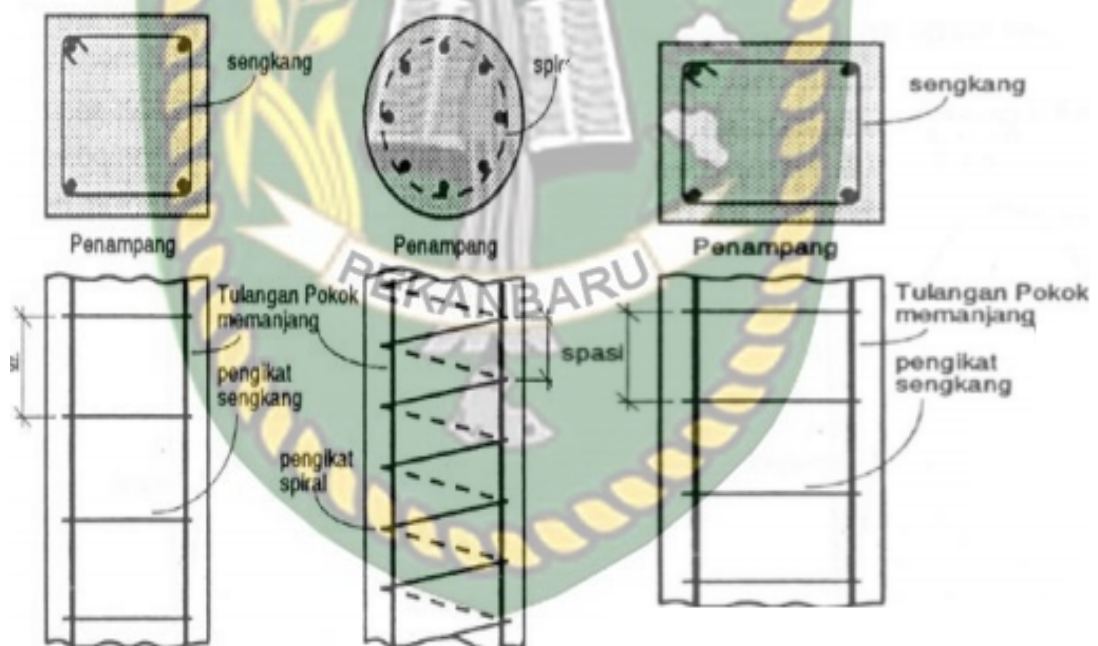 sengkang
sengkang
Penampang
Penampang
Penampang
PEKANBARU
Tulangan Pokok
memanjang
pengikat
sengkang
pengikat
spiral
spasi
Tulangan Pokok
memanjang
pengikat
sengkang